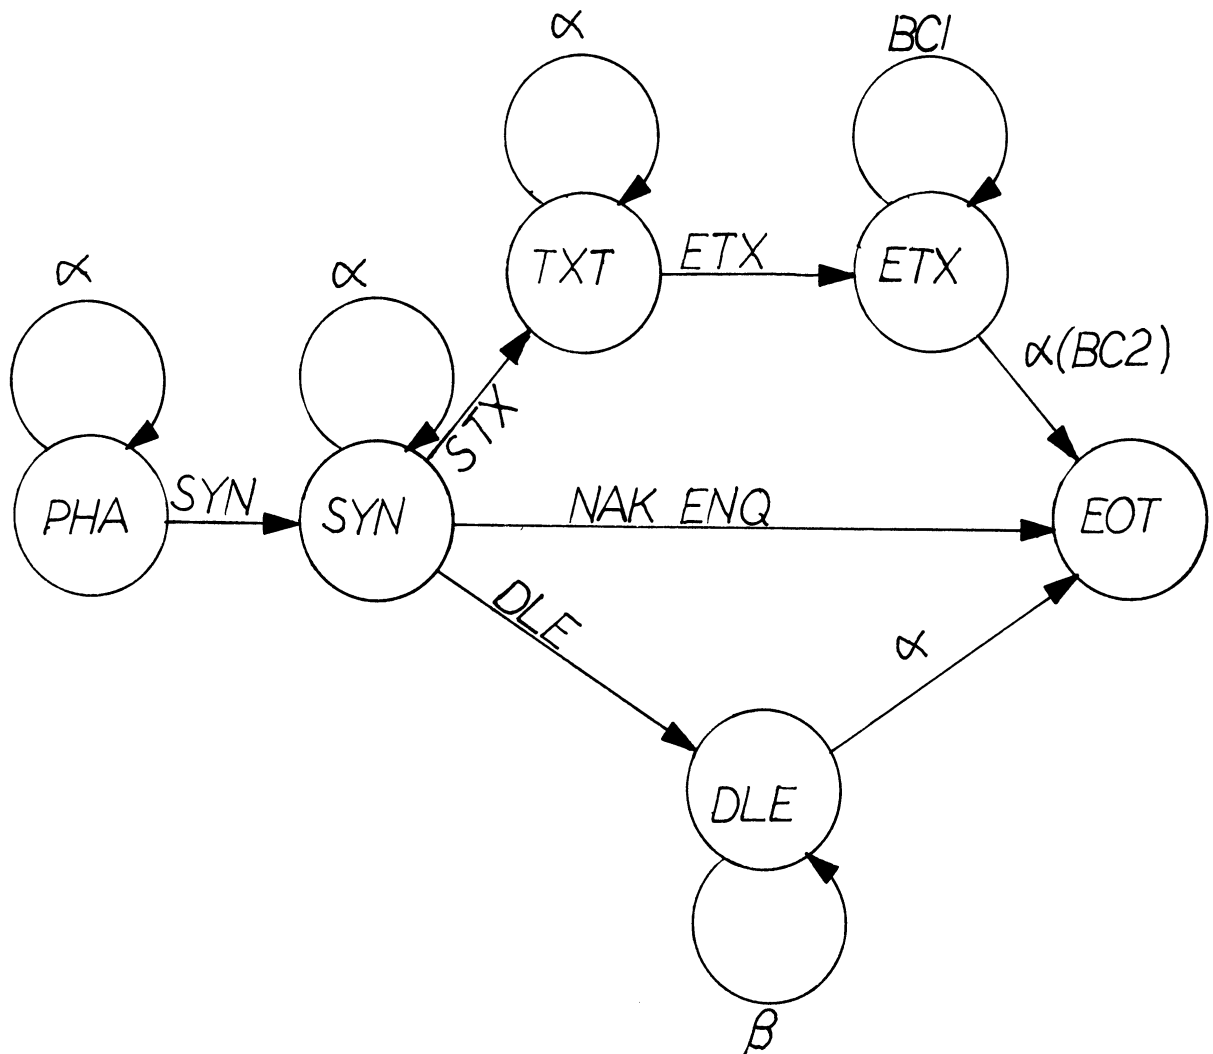 α
BC1
TXT
ETX
ETX
α
α
α(BC2)
STX
PHA
SYN
SYN
NAK ENQ
EOT
DLE
α
DLE
β